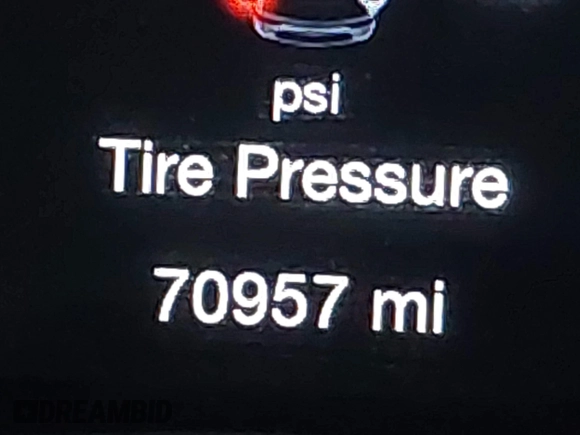 psi
Tire Pressure
70957 mi
DREAMBID